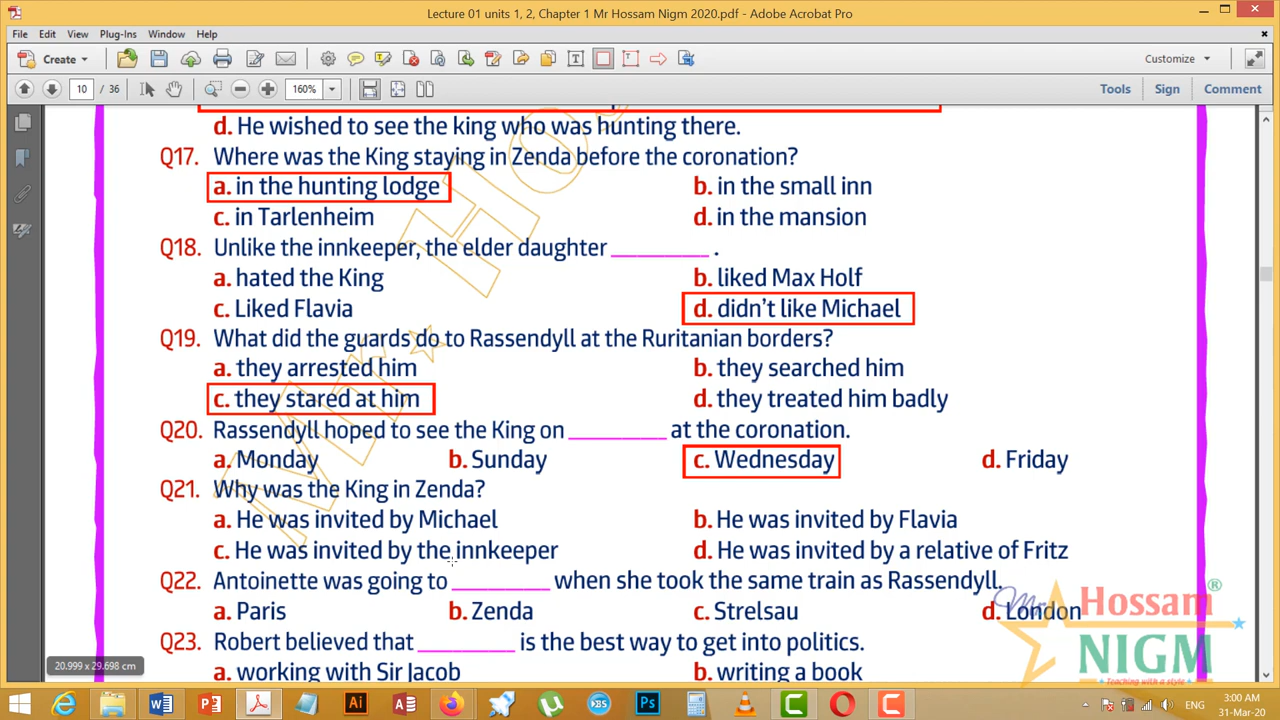 Lecture 01 units 1, 2, Chapter 1 Mr Hossam Nigm 2020.pdf - Adobe Acrobat Pro
File Edit View Plug-Ins Window Help
Create Customize
10 / 36 160% Tools Sign Comment
d. He wished to see the king who was hunting there.
Q17. Where was the King staying in Zenda before the coronation?
a. in the hunting lodge b. in the small inn
c. in Tarlenheim d. in the mansion
Q18. Unlike the innkeeper, the elder daughter ________ .
a. hated the King b. liked Max Holf
c. Liked Flavia d. didn't like Michael
Q19. What did the guards do to Rassendyll at the Ruritanian borders?
a. they arrested him b. they searched him
c. they stared at him d. they treated him badly
Q20. Rassendyll hoped to see the King on ________ at the coronation.
a. Monday b. Sunday c. Wednesday d. Friday
Q21. Why was the King in Zenda?
a. He was invited by Michael b. He was invited by Flavia
c. He was invited by the innkeeper d. He was invited by a relative of Fritz
Q22. Antoinette was going to ________ when she took the same train as Rassendyll.
a. Paris b. Zenda c. Strelsau d. London
Q23. Robert believed that ________ is the best way to get into politics.
a. working with Sir Jacob b. writing a book
Mr Hossam ®
NIGM
Teaching with a style
20.999 x 29.698 cm
Mr ★ Ho
ENG 3:00 AM
31-Mar-20